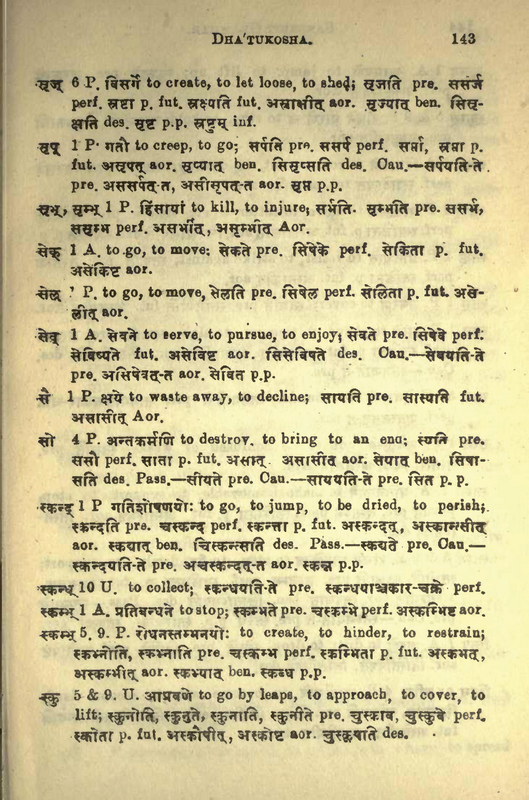 DHA'TUKOSHA. 143
सृज् 6 P. विसर्गे to create, to let loose, to shed; सृजति pre. ससर्ज
perf. स्रष्टा p. fut. स्रक्ष्यति fut. अस्राक्षीत् aor. सृज्यात् ben. सिसृ-
क्षति des. सृष्ट p.p. स्रष्टुम् inf.
सृप् 1 P. गतौ to creep, to go; सर्पति pre. ससर्प perf. सर्प्ता, स्रप्ता p.
fut. असृपत् aor. सृप्यात् ben. सिसृप्सति des. Cau.—सर्पयति-ते
pre. अससर्पत्-त, असीसृपत्-त aor. सृप्त p.p.
सृभ्, सृम्भ् 1 P. हिंसायां to kill, to injure; सर्भति. सृम्भति pre. ससर्भ,
ससृम्भ perf. असर्भीत्, असृम्भीत् Aor.
सेक् 1 A. to go, to move; सेकते pre. सिषेके perf. सेकिता p. fut.
असेकिष्ट aor.
सेल् P. to go, to move, सेलति pre. सिषेल perf. सेलिता p. fut. असे-
लीत् aor.
सेव् 1 A. सेवने to serve, to pursue, to enjoy; सेवते pre. सिषेवे perf.
सेविष्यते fut. असेविष्ट aor. सिसेविषते des. Cau.—सेवयति-ते
pre. असिषेवत्-त aor. सेवित p.p.
सै 1 P. क्षये to waste away, to decline; सायति pre. सास्यति fut.
असासीत् Aor.
सो 4 P. अन्तकर्मणि to destroy. to bring to an end; स्यति pre.
ससौ perf. साता p. fut. असात्. असासीत् aor. सेयात् ben. सिषा-
सति des. Pass.—सीयते pre. Cau.—साययति-ते pre. सित p. p.
स्कन्द् 1 P गतिशोषणयोः to go, to jump, to be dried, to perish;
स्कन्दति pre. चस्कन्द perf. स्कन्ता p. fut. अस्कन्दत्, अस्कान्त्सीत्
aor. स्कद्यात् ben. चिस्कन्त्सति des. Pass.—स्कद्यते pre. Cau.—
स्कन्दयति-ते pre. अचस्कन्दत्-त aor. स्कन्न p.p.
स्कन्ध् 10 U. to collect; स्कन्धयति-ते pre. स्कन्धयाञ्चकार-चक्रे perf.
स्कम्भ् 1 A. प्रतिबन्धने to stop; स्कम्भते pre. चस्कम्भे perf. अस्कम्भिष्ट aor.
स्कम्भ् 5. 9. P. रोधनस्तम्भनयोः to create, to hinder, to restrain;
स्कभ्नोति, स्कभ्नाति pre. चस्कम्भ perf. स्कम्भिता p. fut. अस्कभत्,
अस्कम्भीत् aor. स्कभ्यात् ben. स्कब्ध p.p.
स्कु 5 & 9. U. आप्रवणे to go by leaps, to approach, to cover, to
lift; स्कुनोति, स्कुनुते, स्कुनाति, स्कुनीते pre. चुस्काव, चुस्कुवे perf.
स्कोता p. fut. अस्कौषीत्, अस्कोष्ट aor. चुस्कूषति des.